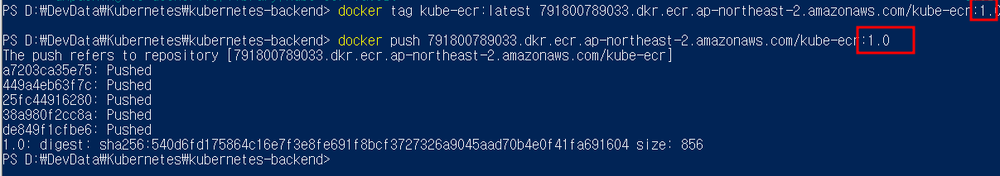 PS D:₩DevData₩Kubernetes₩kubernetes-backend> docker tag kube-ecr:latest 791800789033.dkr.ecr.ap-northeast-2.amazonaws.com/kube-ecr:1.0
PS D:₩DevData₩Kubernetes₩kubernetes-backend> docker push 791800789033.dkr.ecr.ap-northeast-2.amazonaws.com/kube-ecr:1.0
The push refers to repository [791800789033.dkr.ecr.ap-northeast-2.amazonaws.com/kube-ecr]
a7203ca35e75: Pushed
449a4eb63f7c: Pushed
25fc44916280: Pushed
38a980f2cc8a: Pushed
de849f1cfbe6: Pushed
1.0: digest: sha256:540d6fd175864c16e7f3e8fe691f8bcf3727326a9045aad70b4e0f41fa691604 size: 856
PS D:₩DevData₩Kubernetes₩kubernetes-backend>